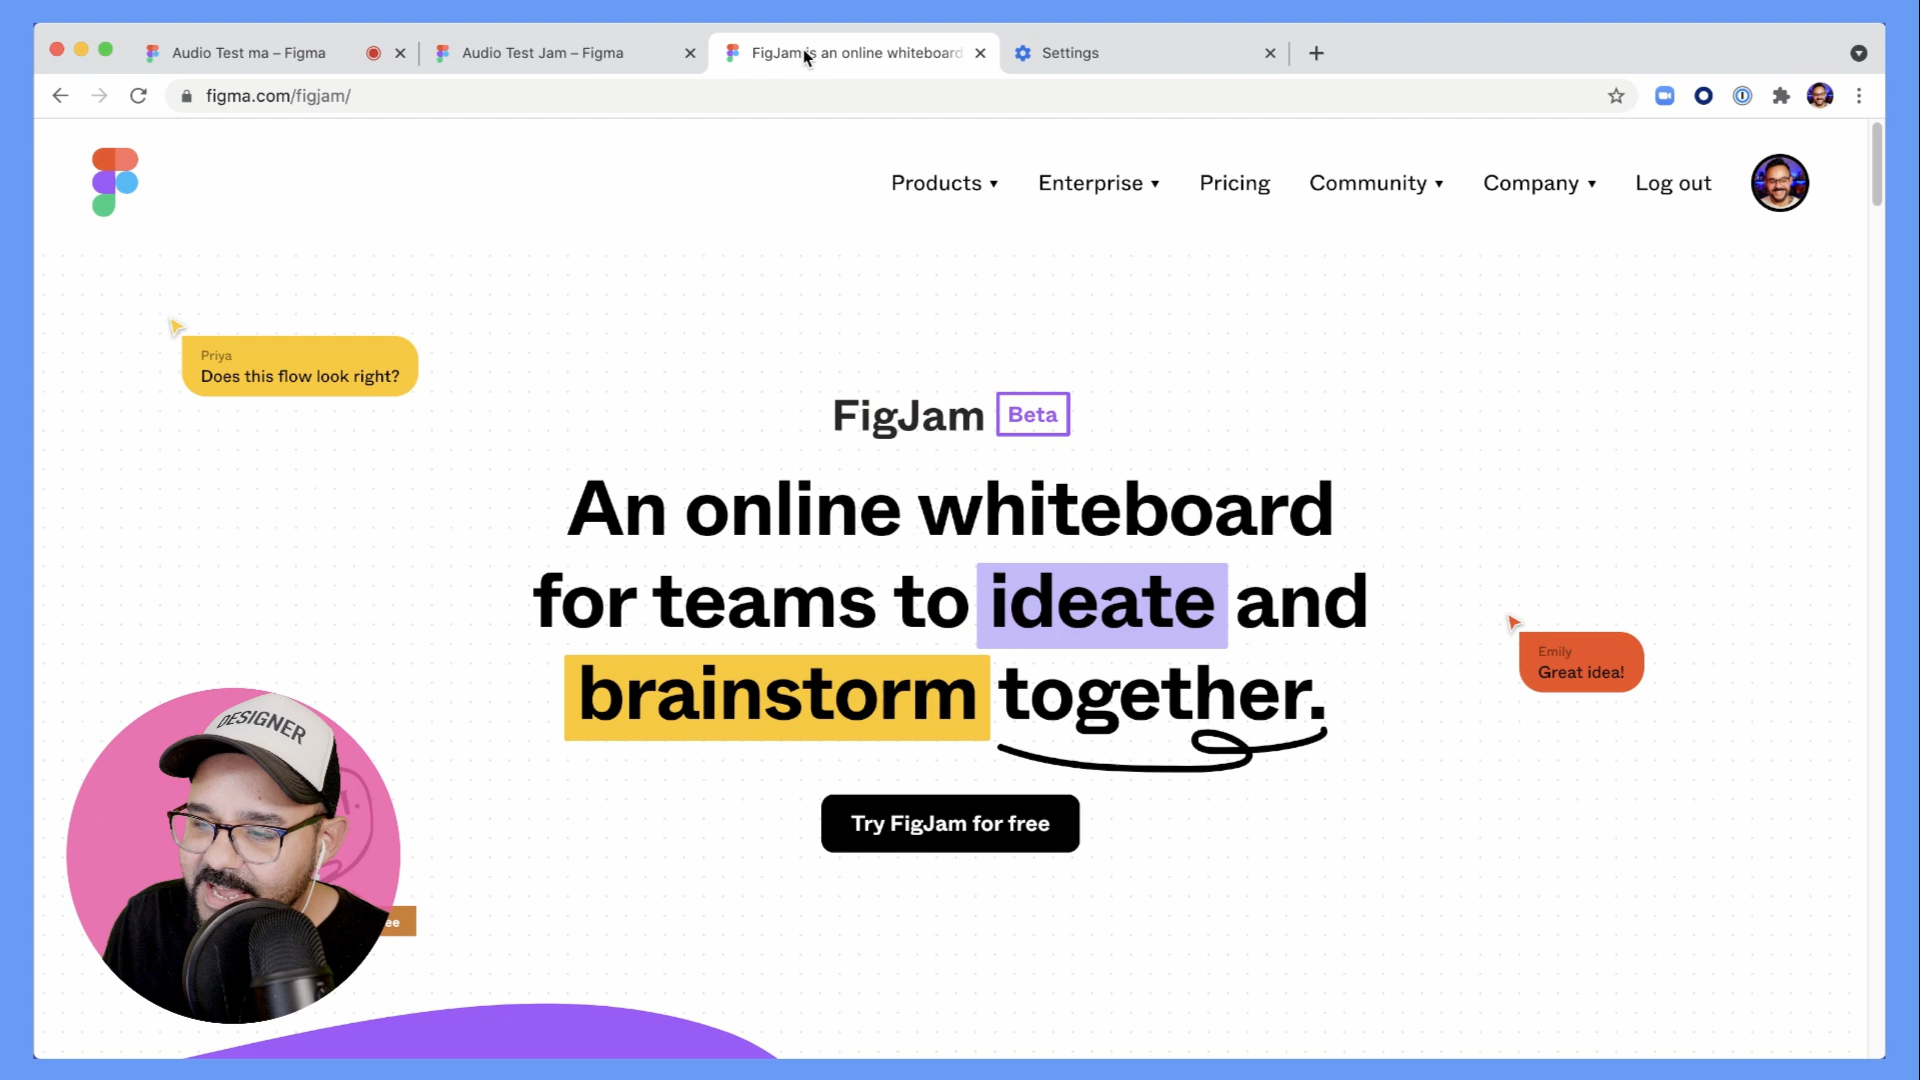 Audio Test ma – Figma
Audio Test Jam – Figma
FigJam is an online whiteboard
Settings
figma.com/figjam/
Products
Enterprise
Pricing
Community
Company
Log out
Priya
Does this flow look right?
FigJam Beta
An online whiteboard
for teams to ideate and
brainstorm together.
Emily
Great idea!
Try FigJam for free
DESIGNER
ee